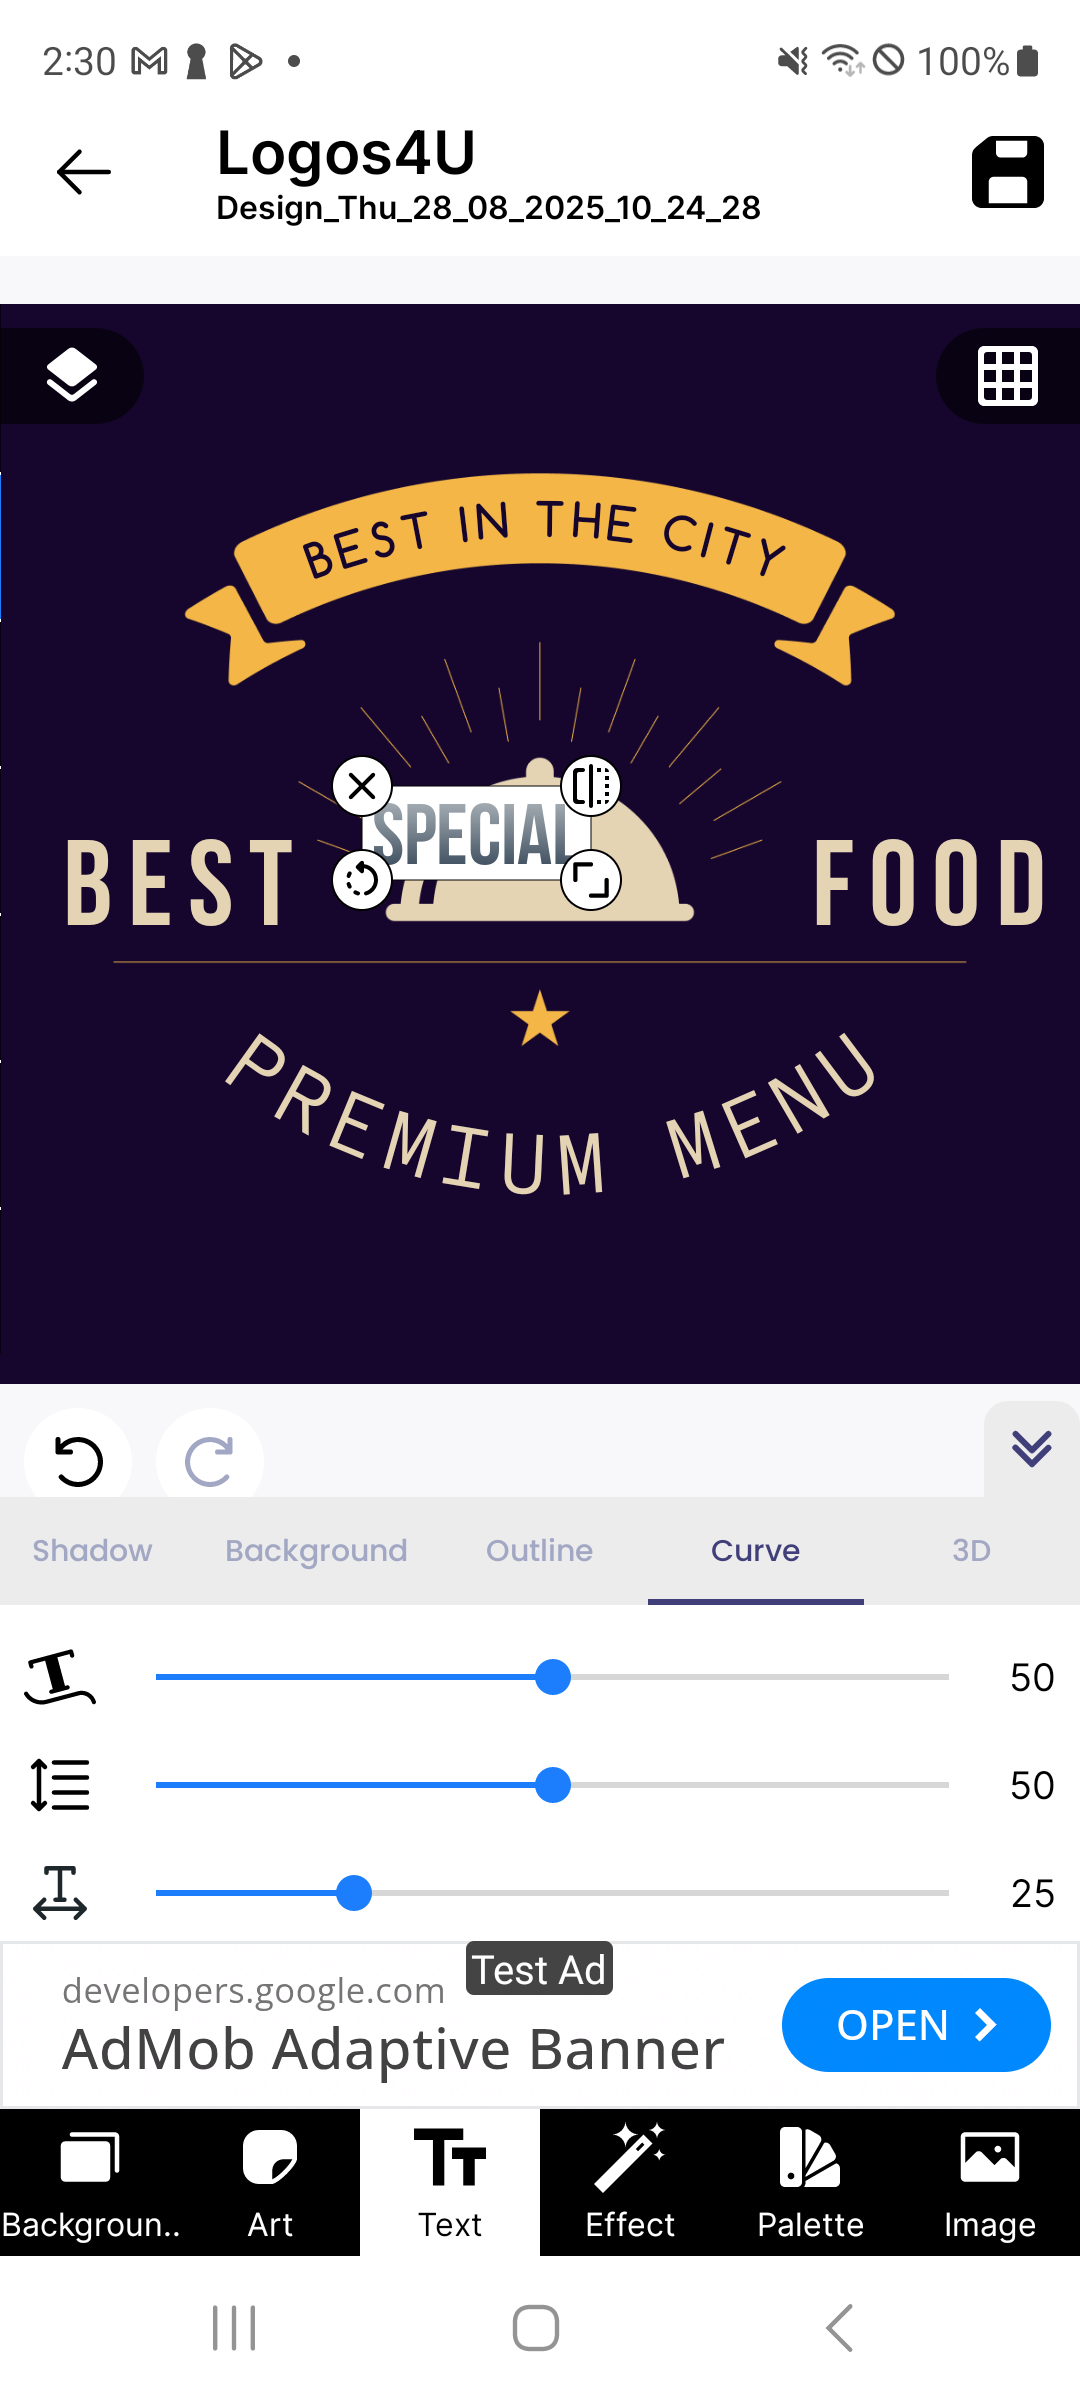 2:30
100%
Logos4U
Design_Thu_28_08_2025_10_24_28
BEST IN THE CITY
SPECIAL
BEST
FOOD
PREMIUM MENU
Shadow
Background
Outline
Curve
3D
50
50
25
Test Ad
developers.google.com
AdMob Adaptive Banner
OPEN
Backgroun..
Art
Text
Effect
Palette
Image